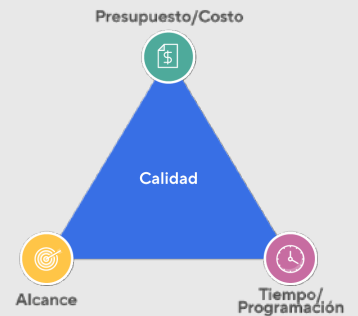 Presupuesto/Costo
Calidad
Alcance
Tiempo/
Programación